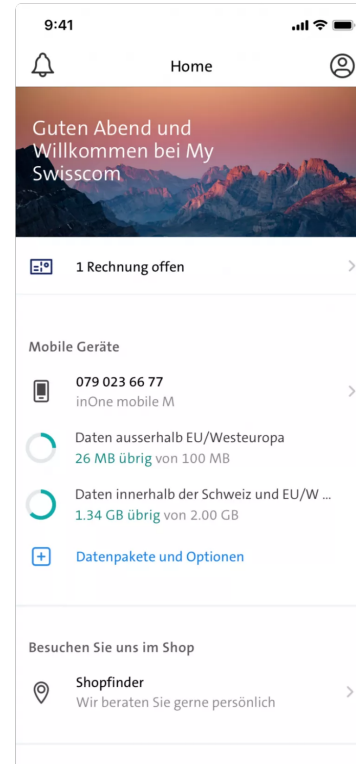 9:41
Home
Guten Abend und
Willkommen bei My
Swisscom
1 Rechnung offen
Mobile Geräte
079 023 66 77
inOne mobile M
Daten ausserhalb EU/Westeuropa
26 MB übrig von 100 MB
Daten innerhalb der Schweiz und EU/W ...
1.34 GB übrig von 2.00 GB
Datenpakete und Optionen
Besuchen Sie uns im Shop
Shopfinder
Wir beraten Sie gerne persönlich